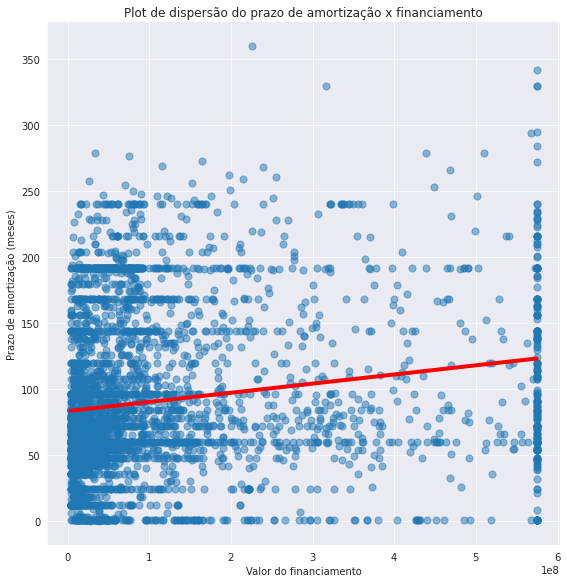 Plot de dispersão do prazo de amortização x financiamento
Prazo de amortização (meses)
350
300
250
200
150
100
50
0
0 1 2 3 4 5 6
1e8
Valor do financiamento